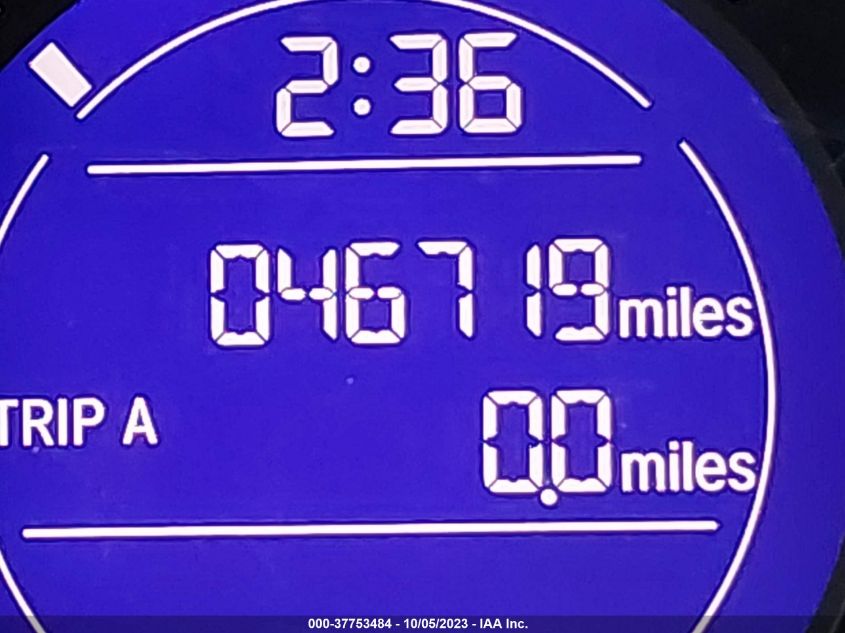 2:36
046719 miles
TRIP A 0.0 miles
000-37753484 - 10/05/2023 - IAA Inc.